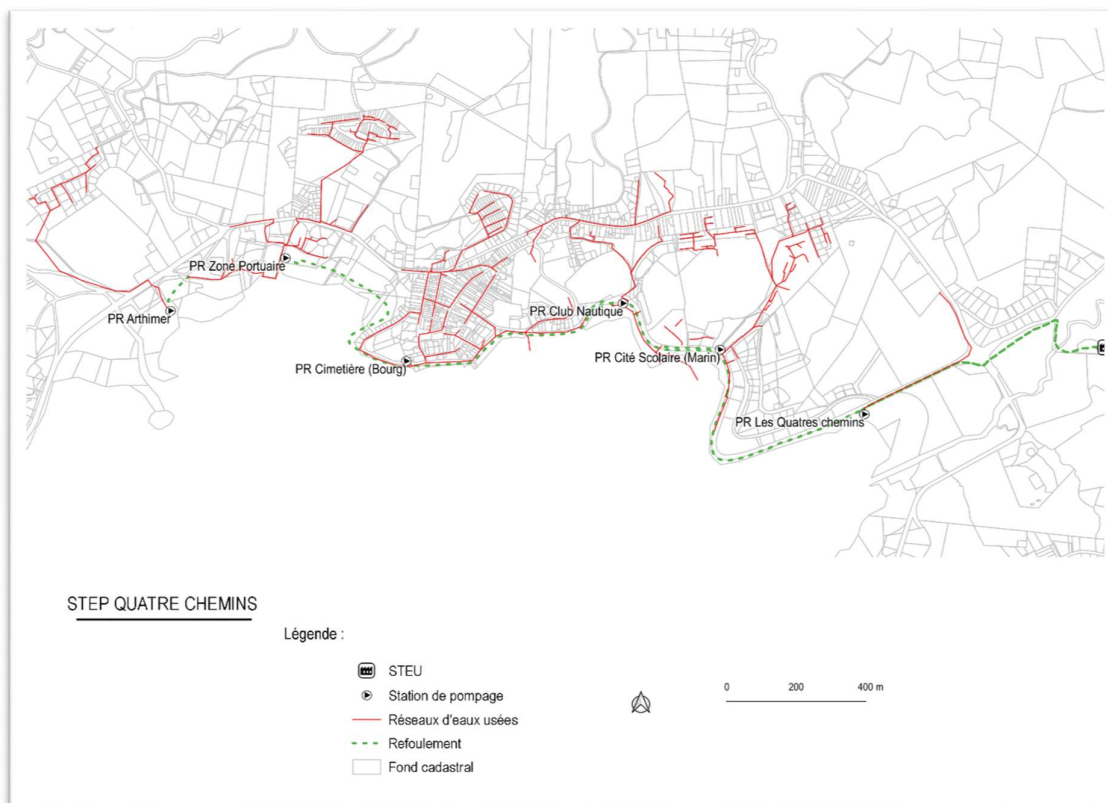 PR Zone Portuaire
PR Arthimer
PR Club Nautique
PR Cimetière (Bourg)
PR Cité Scolaire (Marin)
PR Les Quatres chemins
STEP QUATRE CHEMINS
Légende :
STEU
Station de pompage
Réseaux d'eaux usées
Refoulement
Fond cadastral
0 200 400 m